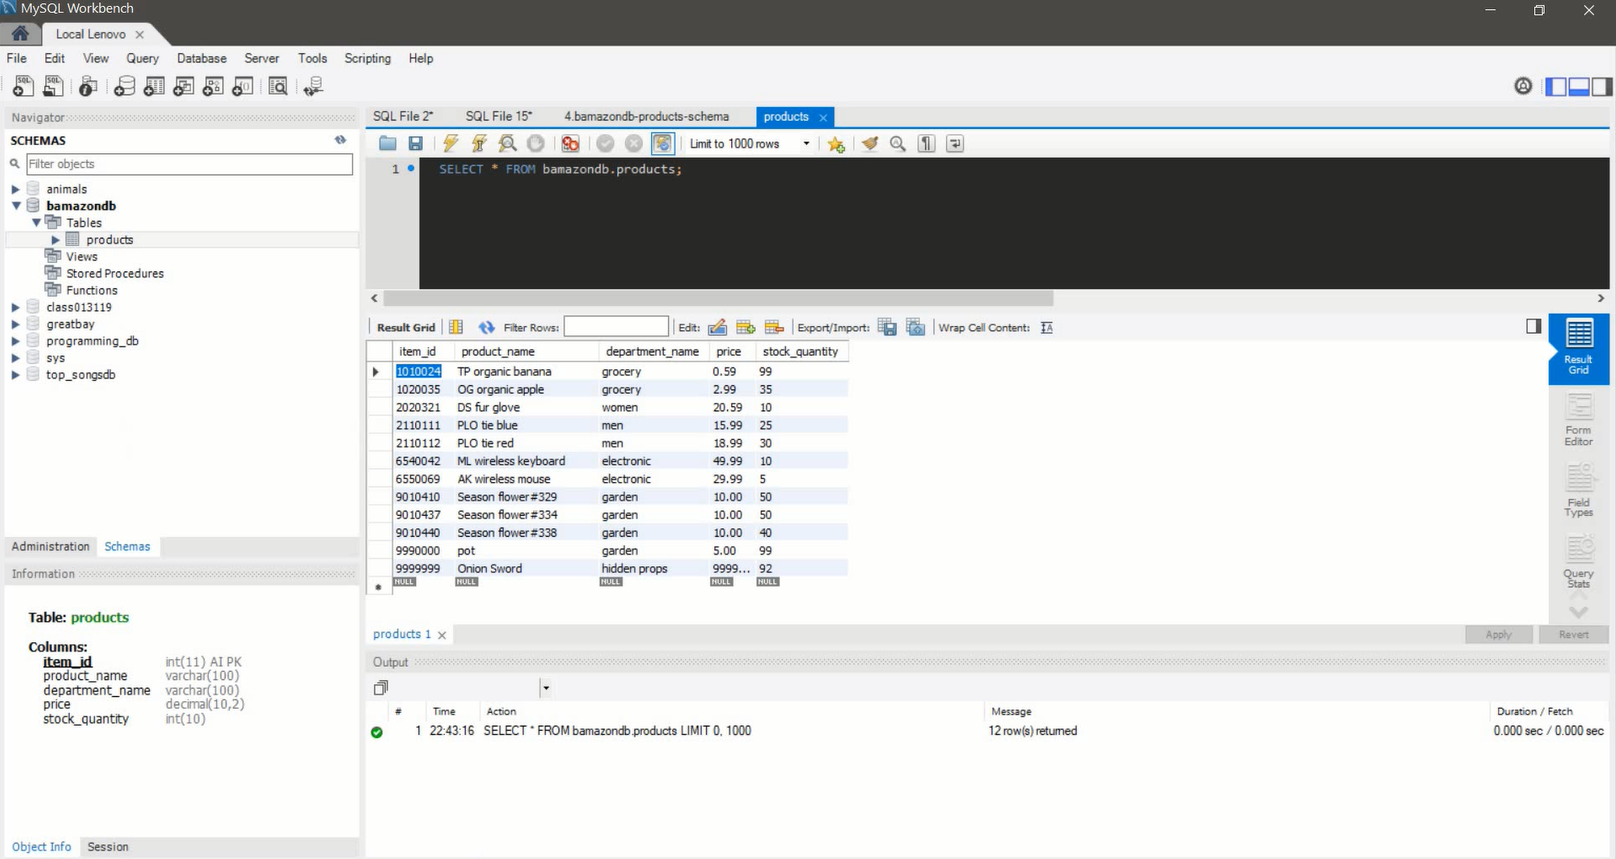 MySQL Workbench
Local Lenovo
File Edit View Query Database Server Tools Scripting Help
Navigator
SCHEMAS
Filter objects
animals
bamazondb
Tables
products
Views
Stored Procedures
Functions
class013119
greatbay
programming_db
sys
top_songsdb
Administration Schemas
Information
Table: products
Columns:
item_id int(11) AI PK
product_name varchar(100)
department_name varchar(100)
price decimal(10,2)
stock_quantity int(10)
Object Info Session
SQL File 2* SQL File 15* 4.bamazondb-products-schema products
Limit to 1000 rows
1 SELECT * FROM bamazondb.products;
Result Grid Filter Rows: Edit: Export/Import: Wrap Cell Content:
item_id product_name department_name price stock_quantity
1010024 TP organic banana grocery 0.59 99
1020035 OG organic apple grocery 2.99 35
2020321 DS fur glove women 20.59 10
2110111 PLO tie blue men 15.99 25
2110112 PLO tie red men 18.99 30
6540042 ML wireless keyboard electronic 49.99 10
6550069 AK wireless mouse electronic 29.99 5
9010410 Season flower#329 garden 10.00 50
9010437 Season flower#334 garden 10.00 50
9010440 Season flower#338 garden 10.00 40
9990000 pot garden 5.00 99
9999999 Onion Sword hidden props 9999... 92
NULL NULL NULL NULL NULL
Result
Grid
Form
Editor
Field
Types
Query
Stats
products 1
Apply Revert
Output
# Time Action Message Duration / Fetch
1 22:43:16 SELECT * FROM bamazondb.products LIMIT 0, 1000 12 row(s) returned 0.000 sec / 0.000 sec